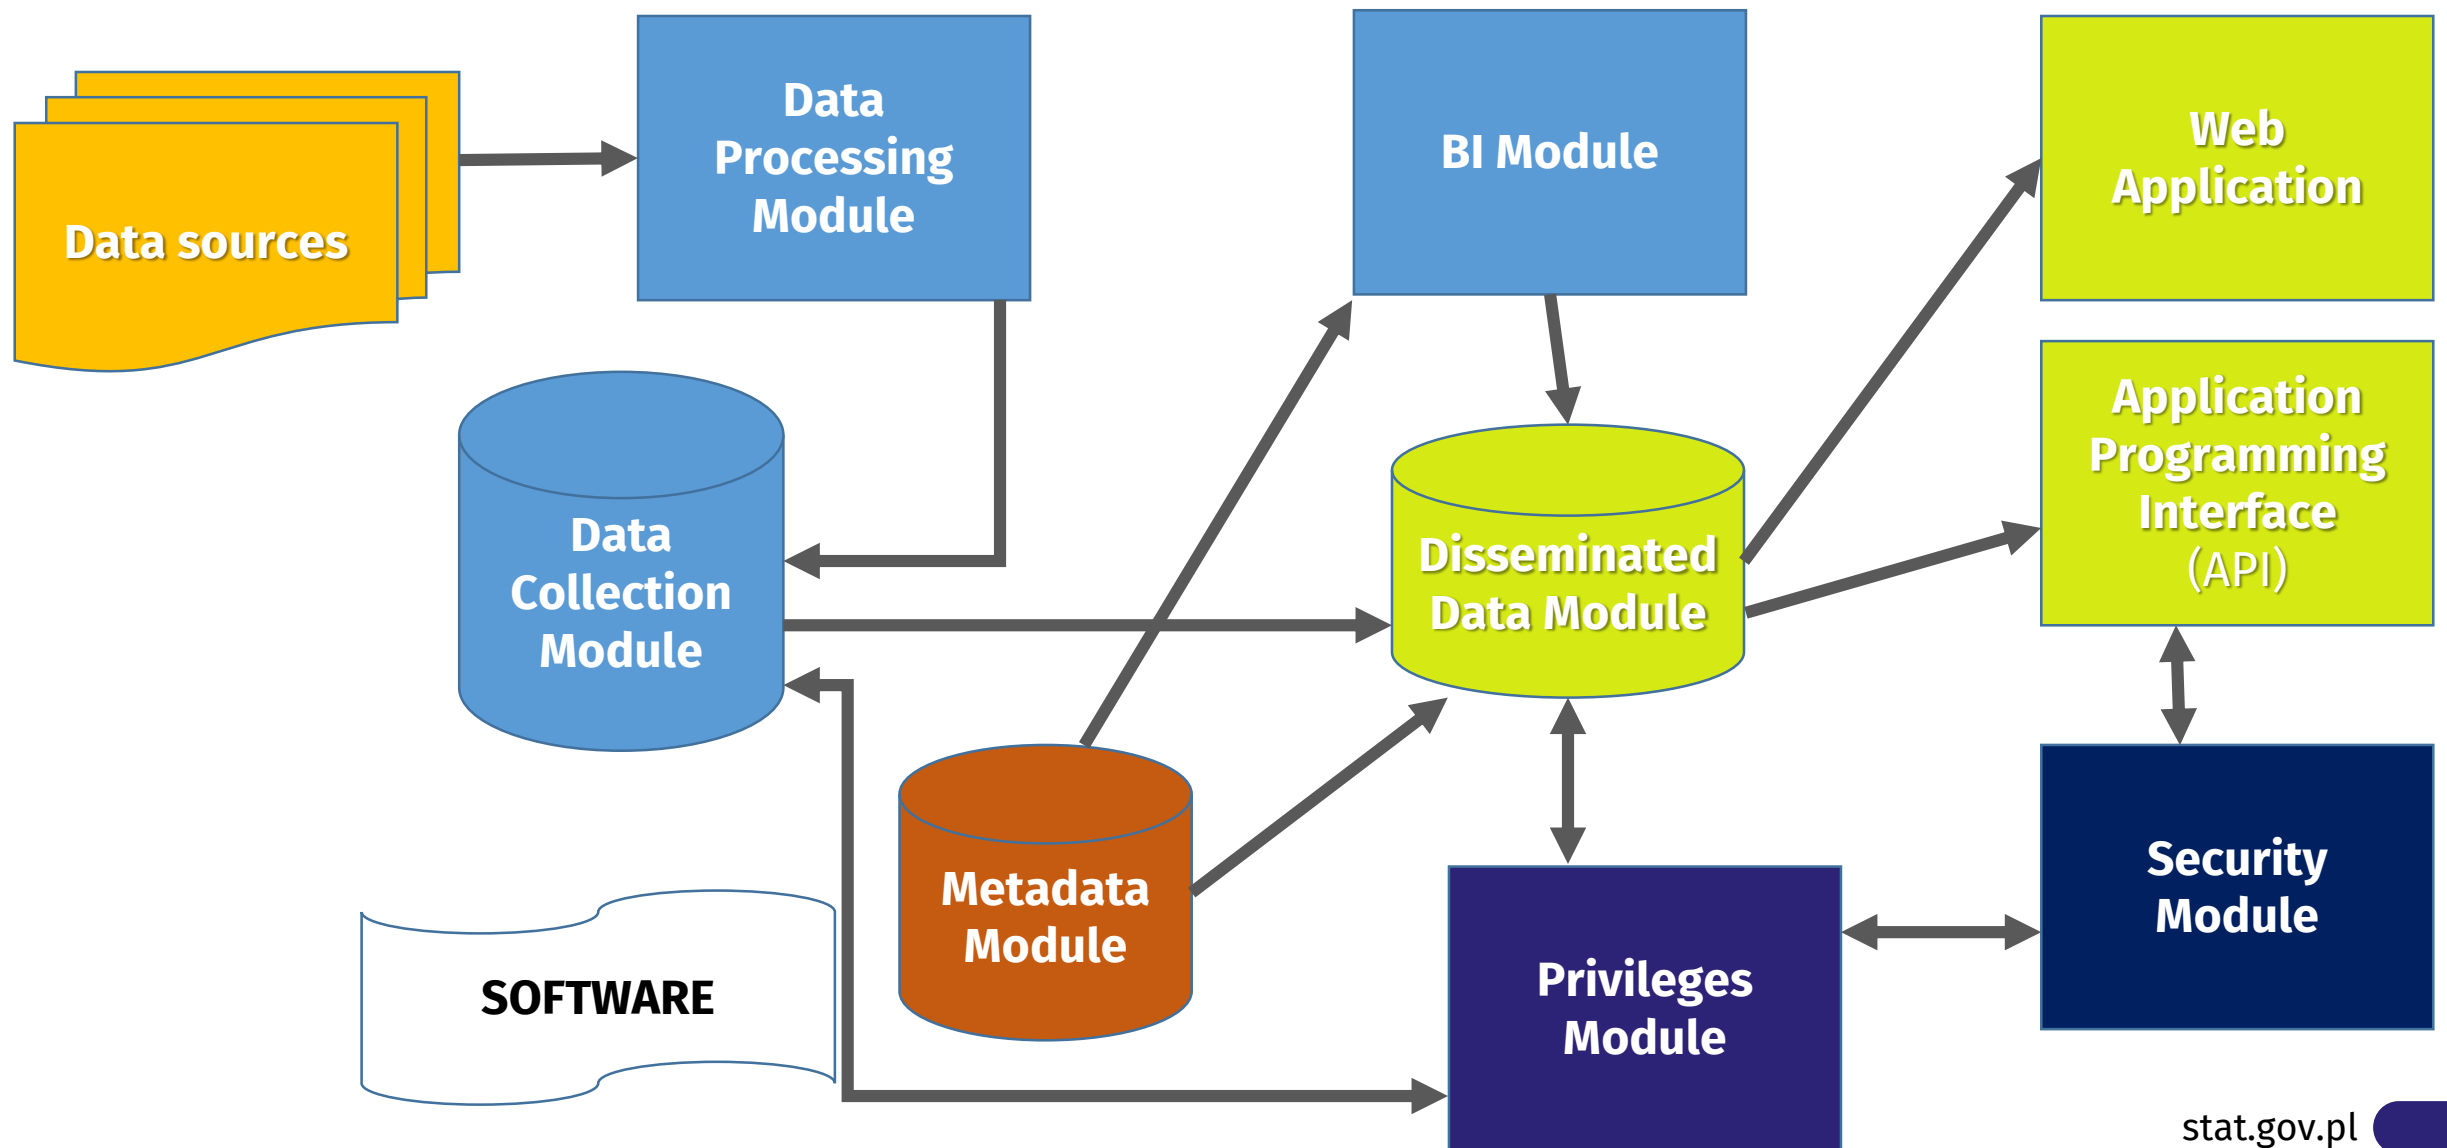 Data sources
Data
Processing
Module
BI Module
Web
Application
Application
Programming
Interface
(API)
Data
Collection
Module
Disseminated
Data Module
Metadata
Module
SOFTWARE
Privileges
Module
Security
Module
stat.gov.pl